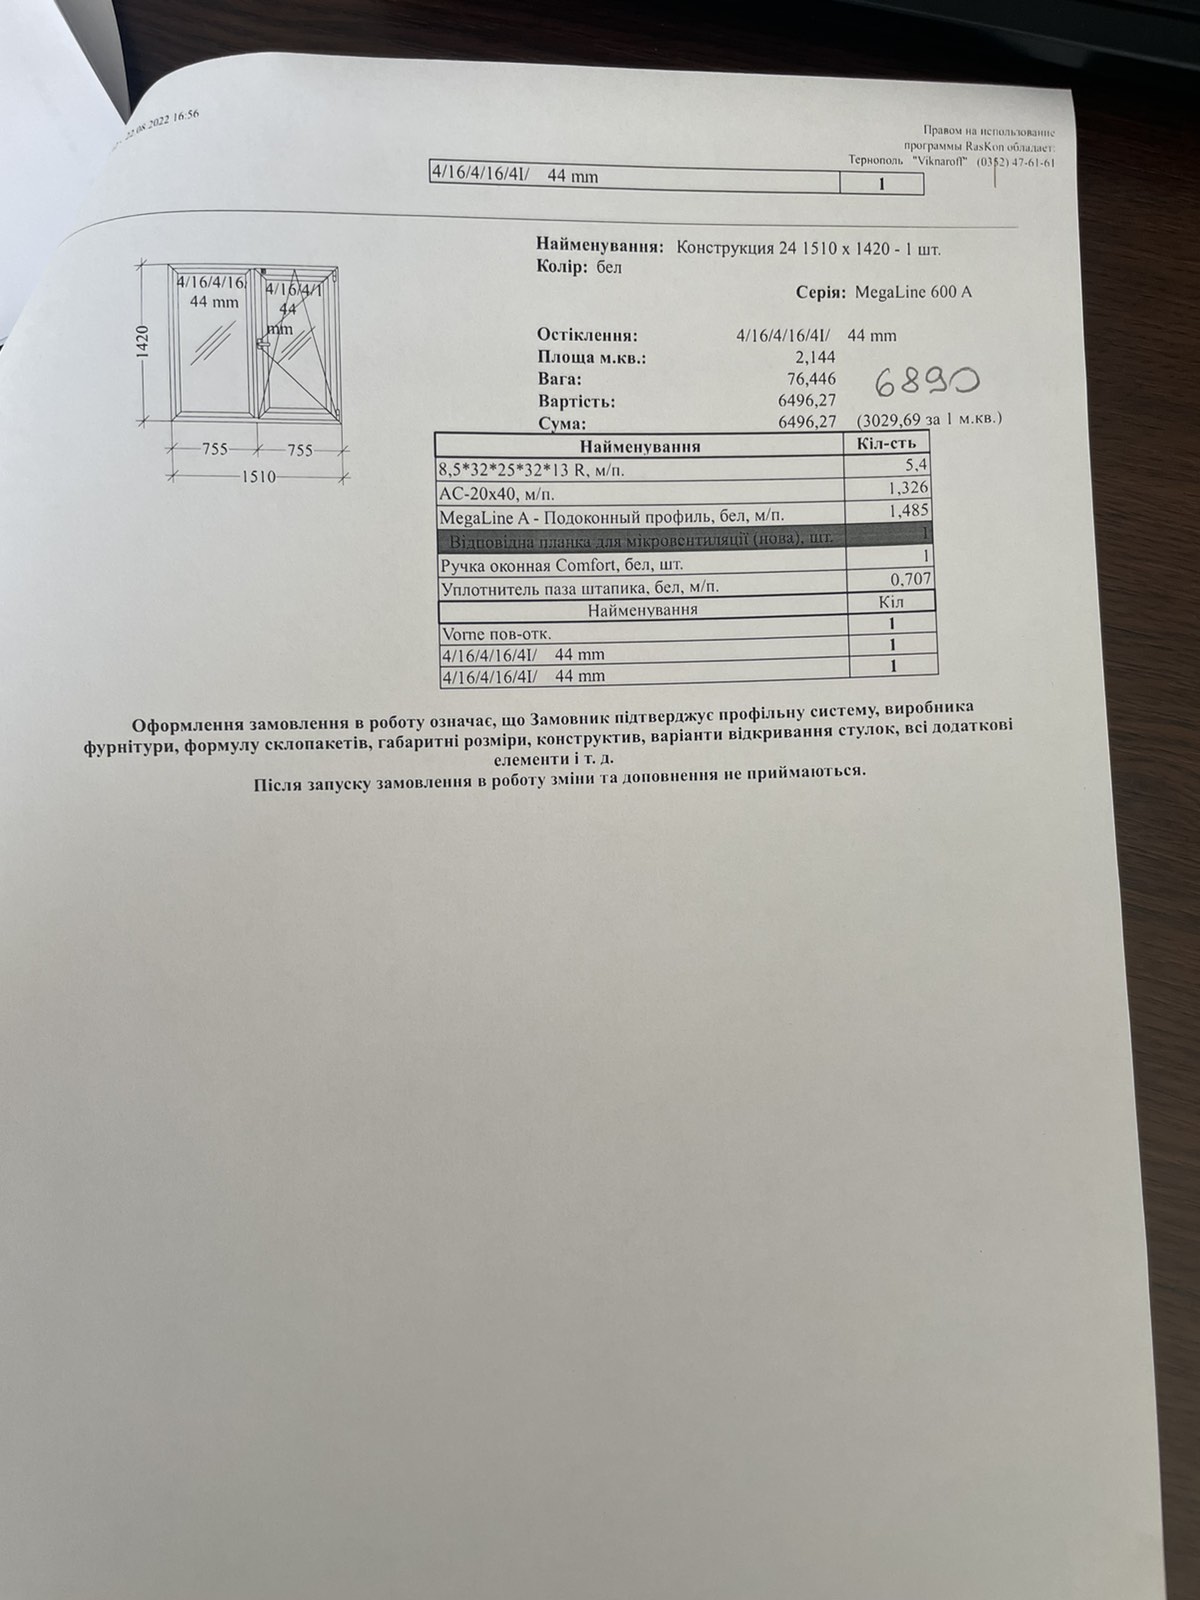 22.08.2022 16:56
Правом на использование
программы RasKon обладает:
Тернополь "Viknaroff" (0352) 47-61-61
4/16/4/16/4I/ 44 mm 1
4/16/4/16/
44 mm
4/16/4/1
44
mm
1420
755 755
1510
Найменування: Конструкция 24 1510 x 1420 - 1 шт.
Колір: бел
Серія: MegaLine 600 A
Остіклення: 4/16/4/16/4I/ 44 mm
Площа м.кв.: 2,144
Вага: 76,446
6890
Вартість: 6496,27
Сума: 6496,27 (3029,69 за 1 м.кв.)
Найменування Кіл-сть
8,5*32*25*32*13 R, м/п. 5,4
АС-20х40, м/п. 1,326
MegaLine A - Подоконный профиль, бел, м/п. 1,485
Відповідна планка для мікровентиляції (нова), шт. 1
Ручка оконная Comfort, бел, шт. 1
Уплотнитель паза штапика, бел, м/п. 0,707
Найменування Кіл
Vorne пов-отк. 1
4/16/4/16/4I/ 44 mm 1
4/16/4/16/4I/ 44 mm 1
Оформлення замовлення в роботу означає, що Замовник підтверджує профільну систему, виробника
фурнітури, формулу склопакетів, габаритні розміри, конструктив, варіанти відкривання стулок, всі додаткові
елементи і т. д.
Після запуску замовлення в роботу зміни та доповнення не приймаються.